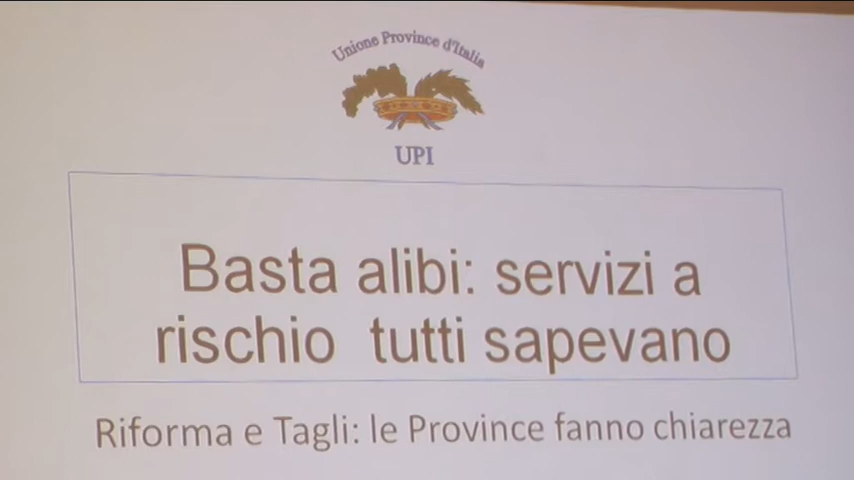 Unione Province d'Italia
UPI
Basta alibi: servizi a
rischio tutti sapevano
Riforma e Tagli: le Province fanno chiarezza